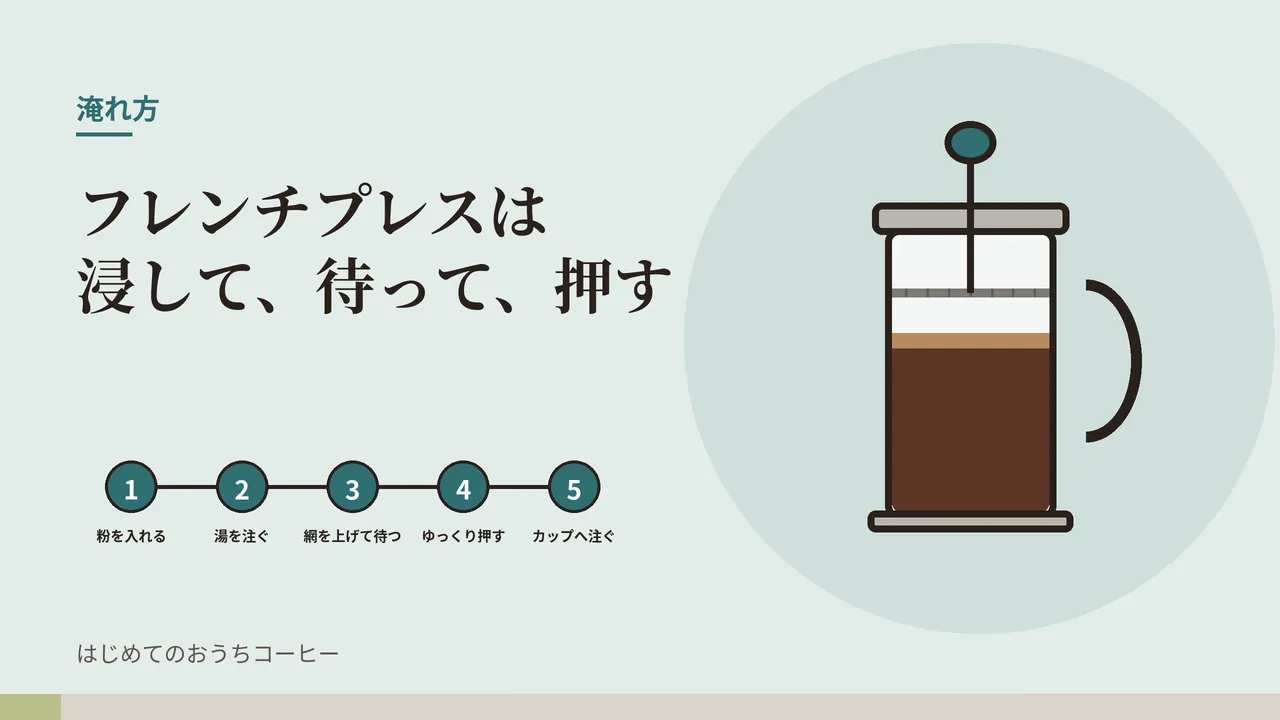 淹れ方
フレンチプレスは
浸して、待って、押す
1 2 3 4 5
粉を入れる 湯を注ぐ 網を上げて待つ ゆっくり押す カップへ注ぐ
はじめてのおうちコーヒー